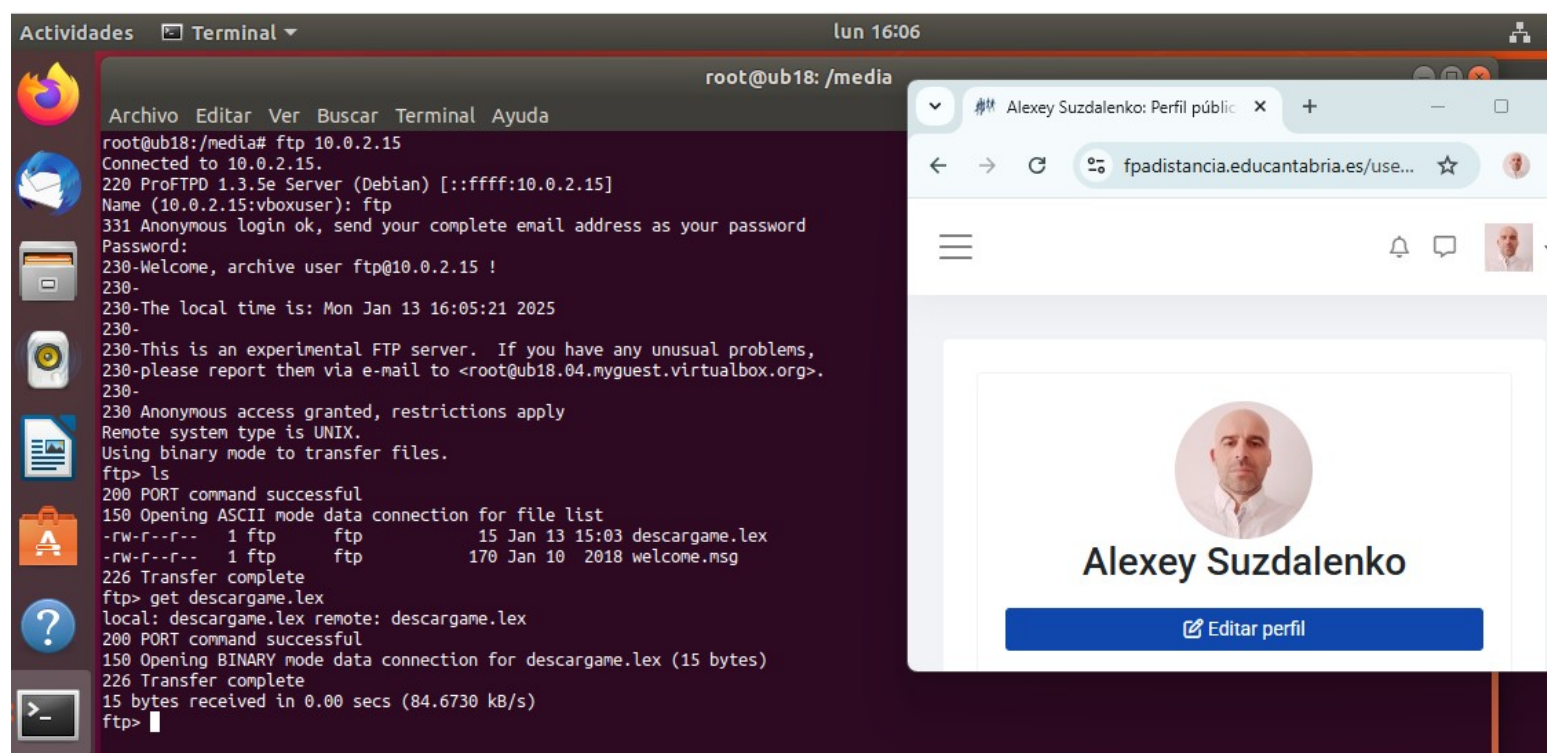 Actividades Terminal lun 16:06
root@ub18: /media
Archivo Editar Ver Buscar Terminal Ayuda
root@ub18:/media# ftp 10.0.2.15
Connected to 10.0.2.15.
220 ProFTPD 1.3.5e Server (Debian) [::ffff:10.0.2.15]
Name (10.0.2.15:vboxuser): ftp
331 Anonymous login ok, send your complete email address as your password
Password:
230-Welcome, archive user ftp@10.0.2.15 !
230-
230-The local time is: Mon Jan 13 16:05:21 2025
230-
230-This is an experimental FTP server.  If you have any unusual problems,
230-please report them via e-mail to <root@ub18.04.myguest.virtualbox.org>.
230-
230 Anonymous access granted, restrictions apply
Remote system type is UNIX.
Using binary mode to transfer files.
ftp> ls
200 PORT command successful
150 Opening ASCII mode data connection for file list
-rw-r--r--   1 ftp      ftp            15 Jan 13 15:03 descargame.lex
-rw-r--r--   1 ftp      ftp           170 Jan 10  2018 welcome.msg
226 Transfer complete
ftp> get descargame.lex
local: descargame.lex remote: descargame.lex
200 PORT command successful
150 Opening BINARY mode data connection for descargame.lex (15 bytes)
226 Transfer complete
15 bytes received in 0.00 secs (84.6730 kB/s)
ftp>
Alexey Suzdalenko: Perfil públic
fpadistancia.educantabria.es/use...
Alexey Suzdalenko
Editar perfil